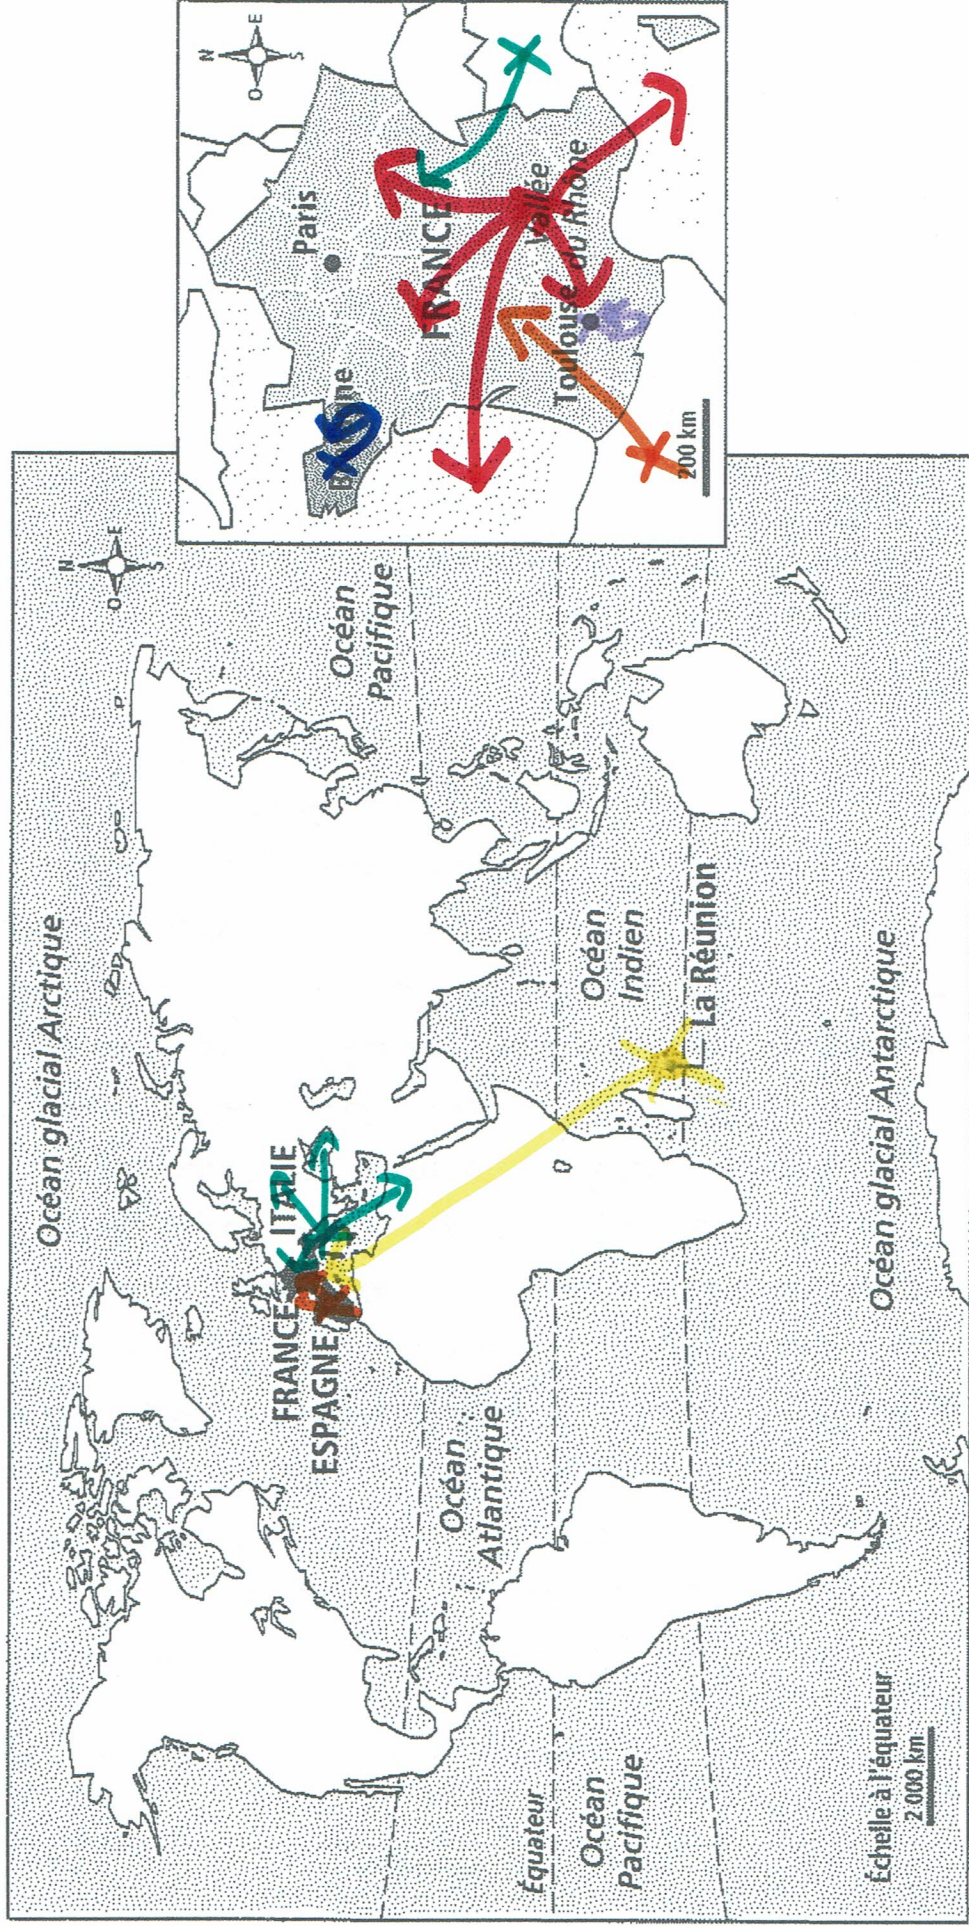 Océan glacial Arctique
N
O
E
S
FRANCE
ITALIE
ESPAGNE
Océan
Pacifique
Océan
Atlantique
Équateur
Océan
Pacifique
Océan
Indien
La Réunion
Océan glacial Antarctique
Échelle à l'équateur
2 000 km
N
O
E
S
Paris
FRANCE
Vallée
du Rhône
Toulouse
200 km